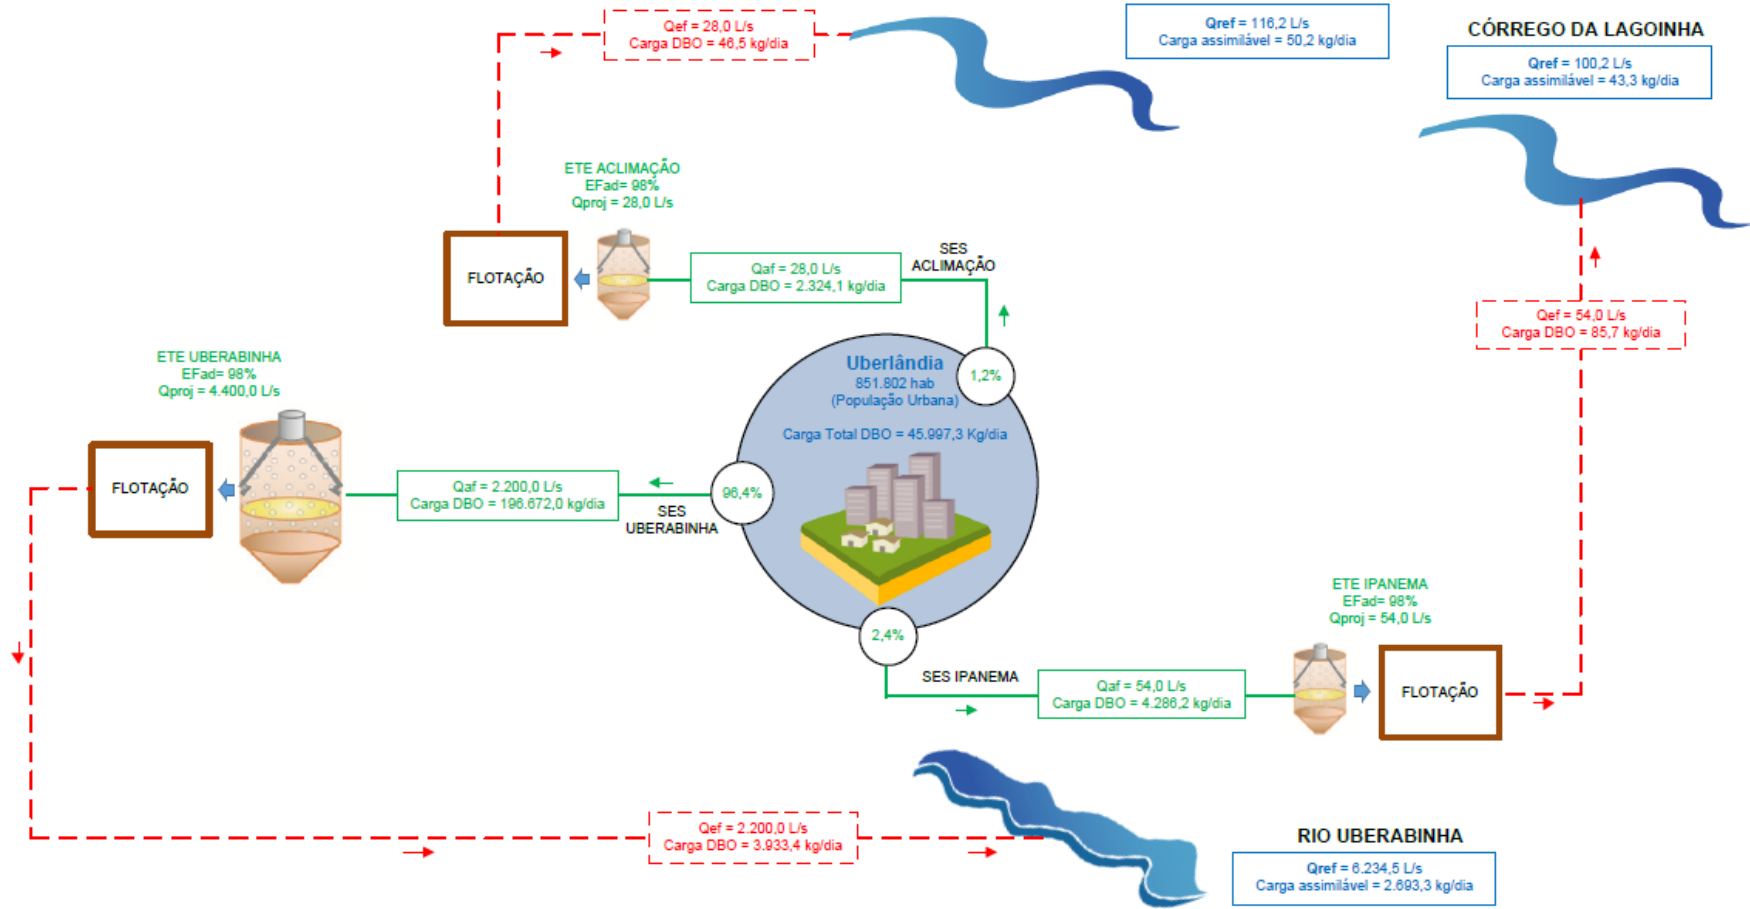 Qef = 28,0 L/s
Carga DBO = 46,5 kg/dia
Qref = 116,2 L/s
Carga assimilável = 50,2 kg/dia
CÓRREGO DA LAGOINHA
Qref = 100,2 L/s
Carga assimilável = 43,3 kg/dia
ETE ACLIMAÇÃO
EFad= 98%
Qproj = 28,0 L/s
FLOTAÇÃO
Qaf = 28,0 L/s
Carga DBO = 2.324,1 kg/dia
SES
ACLIMAÇÃO
Qef = 54,0 L/s
Carga DBO = 85,7 kg/dia
ETE UBERABINHA
EFad= 98%
Qproj = 4.400,0 L/s
Uberlândia
851.802 hab
(População Urbana)
1,2%
Carga Total DBO = 45.997,3 Kg/dia
FLOTAÇÃO
Qaf = 2.200,0 L/s
Carga DBO = 196.672,0 kg/dia
96,4%
SES
UBERABINHA
ETE IPANEMA
EFad= 98%
Qproj = 54,0 L/s
2,4%
SES IPANEMA
Qaf = 54,0 L/s
Carga DBO = 4.286,2 kg/dia
FLOTAÇÃO
Qef = 2.200,0 L/s
Carga DBO = 3.933,4 kg/dia
RIO UBERABINHA
Qref = 6.234,5 L/s
Carga assimilável = 2.693,3 kg/dia